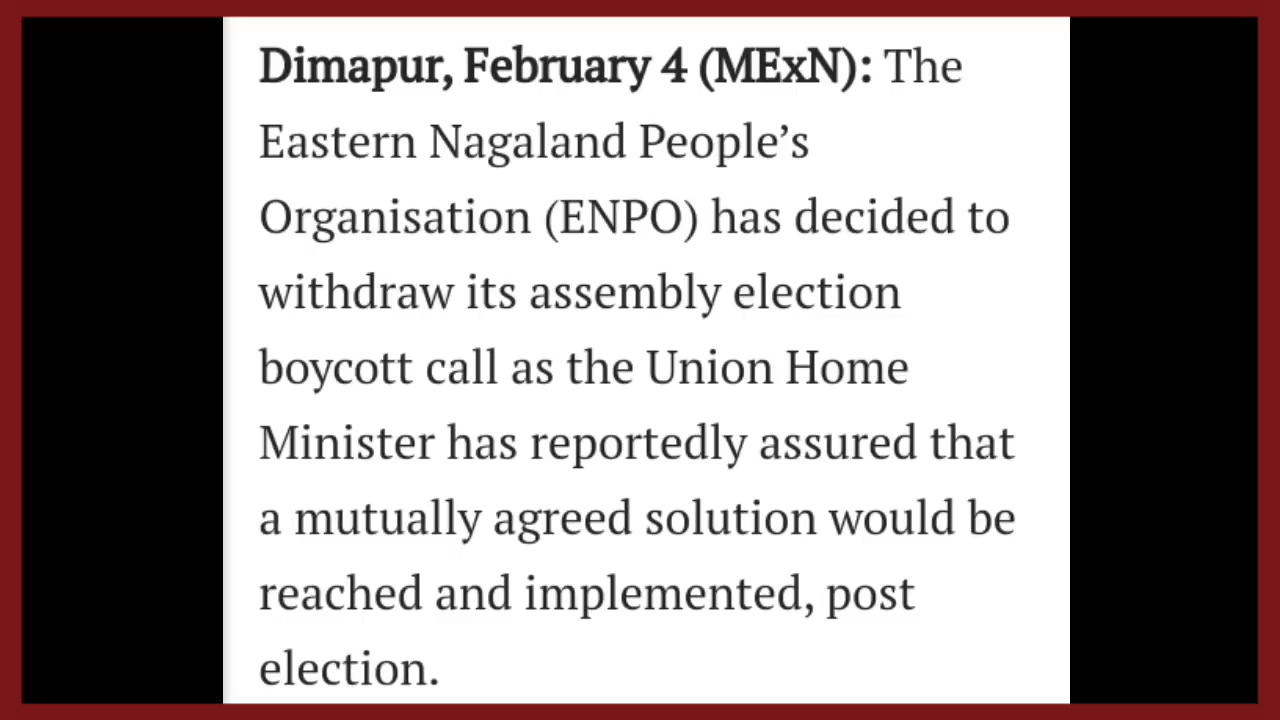 Dimapur, February 4 (MExN): The
Eastern Nagaland People’s
Organisation (ENPO) has decided to
withdraw its assembly election
boycott call as the Union Home
Minister has reportedly assured that
a mutually agreed solution would be
reached and implemented, post
election.